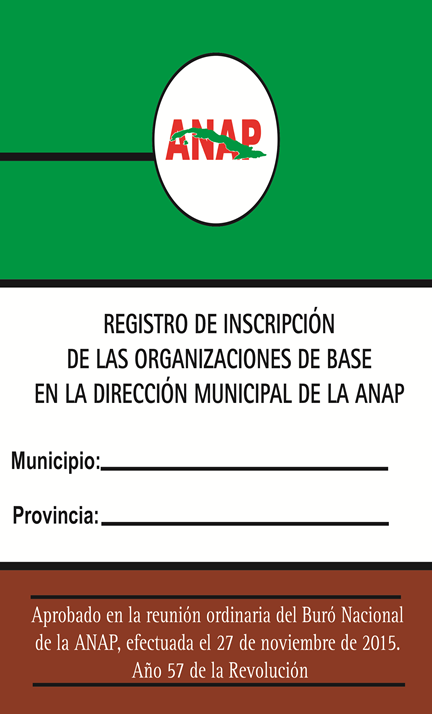 ANAP
REGISTRO DE INSCRIPCIÓN
DE LAS ORGANIZACIONES DE BASE
EN LA DIRECCIÓN MUNICIPAL DE LA ANAP
Municipio:
Provincia:
Aprobado en la reunión ordinaria del Buró Nacional
de la ANAP, efectuada el 27 de noviembre de 2015.
Año 57 de la Revolución